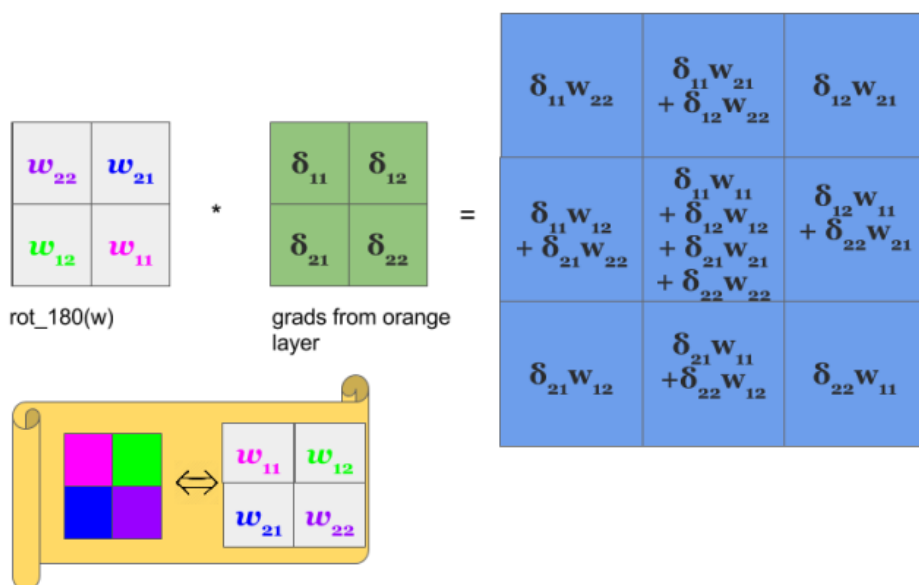 w₂₂ w₂₁
w₁₂ w₁₁
rot_180(w)
*
δ₁₁ δ₁₂
δ₂₁ δ₂₂
grads from orange
layer
=
δ₁₁w₂₂
δ₁₁w₂₁
+ δ₁₂w₂₂
δ₁₂w₂₁
δ₁₁w₁₂
+ δ₂₁w₂₂
δ₁₁w₁₁
+ δ₁₂w₁₂
+ δ₂₁w₂₁
+ δ₂₂w₂₂
δ₁₂w₁₁
+ δ₂₂w₂₁
δ₂₁w₁₂
δ₂₁w₁₁
+δ₂₂w₁₂
δ₂₂w₁₁
⇔
w₁₁ w₁₂
w₂₁ w₂₂